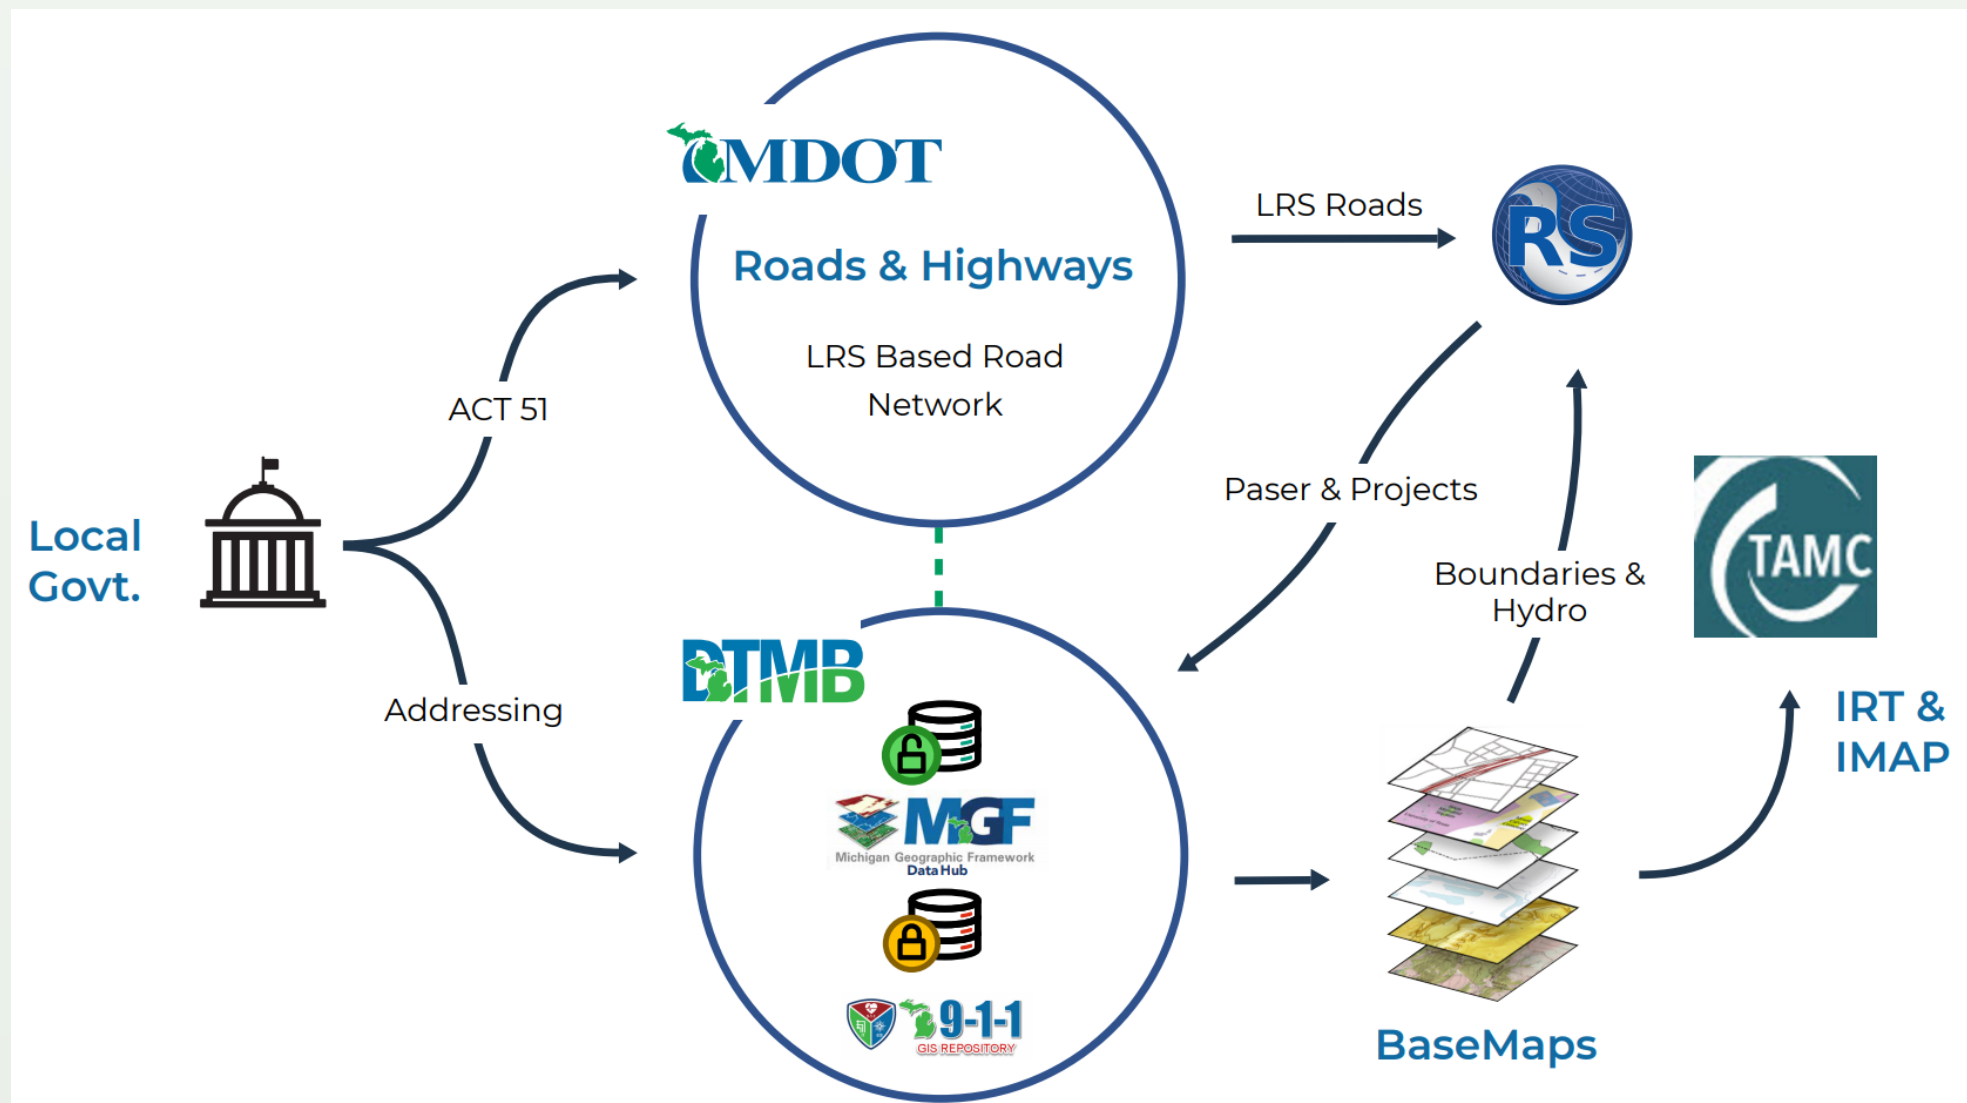 MDOT
Roads & Highways
LRS Based Road
Network
LRS Roads
RS
ACT 51
Local
Govt.
Paser & Projects
Boundaries &
Hydro
TAMC
IRT &
IMAP
Addressing
DTMB
MGF
Michigan Geographic Framework
Data Hub
9-1-1
GIS REPOSITORY
BaseMaps